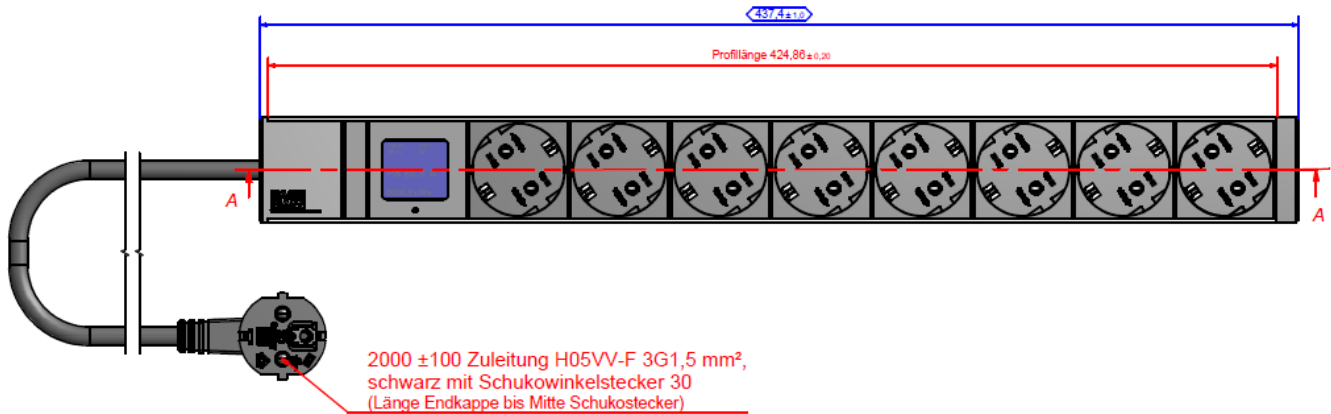 437,4±1,0
Profillänge 424,86±0,20
A
A
2000 ±100 Zuleitung H05VV-F 3G1,5 mm²,
schwarz mit Schukowinkelstecker 30
(Länge Endkappe bis Mitte Schukostecker)